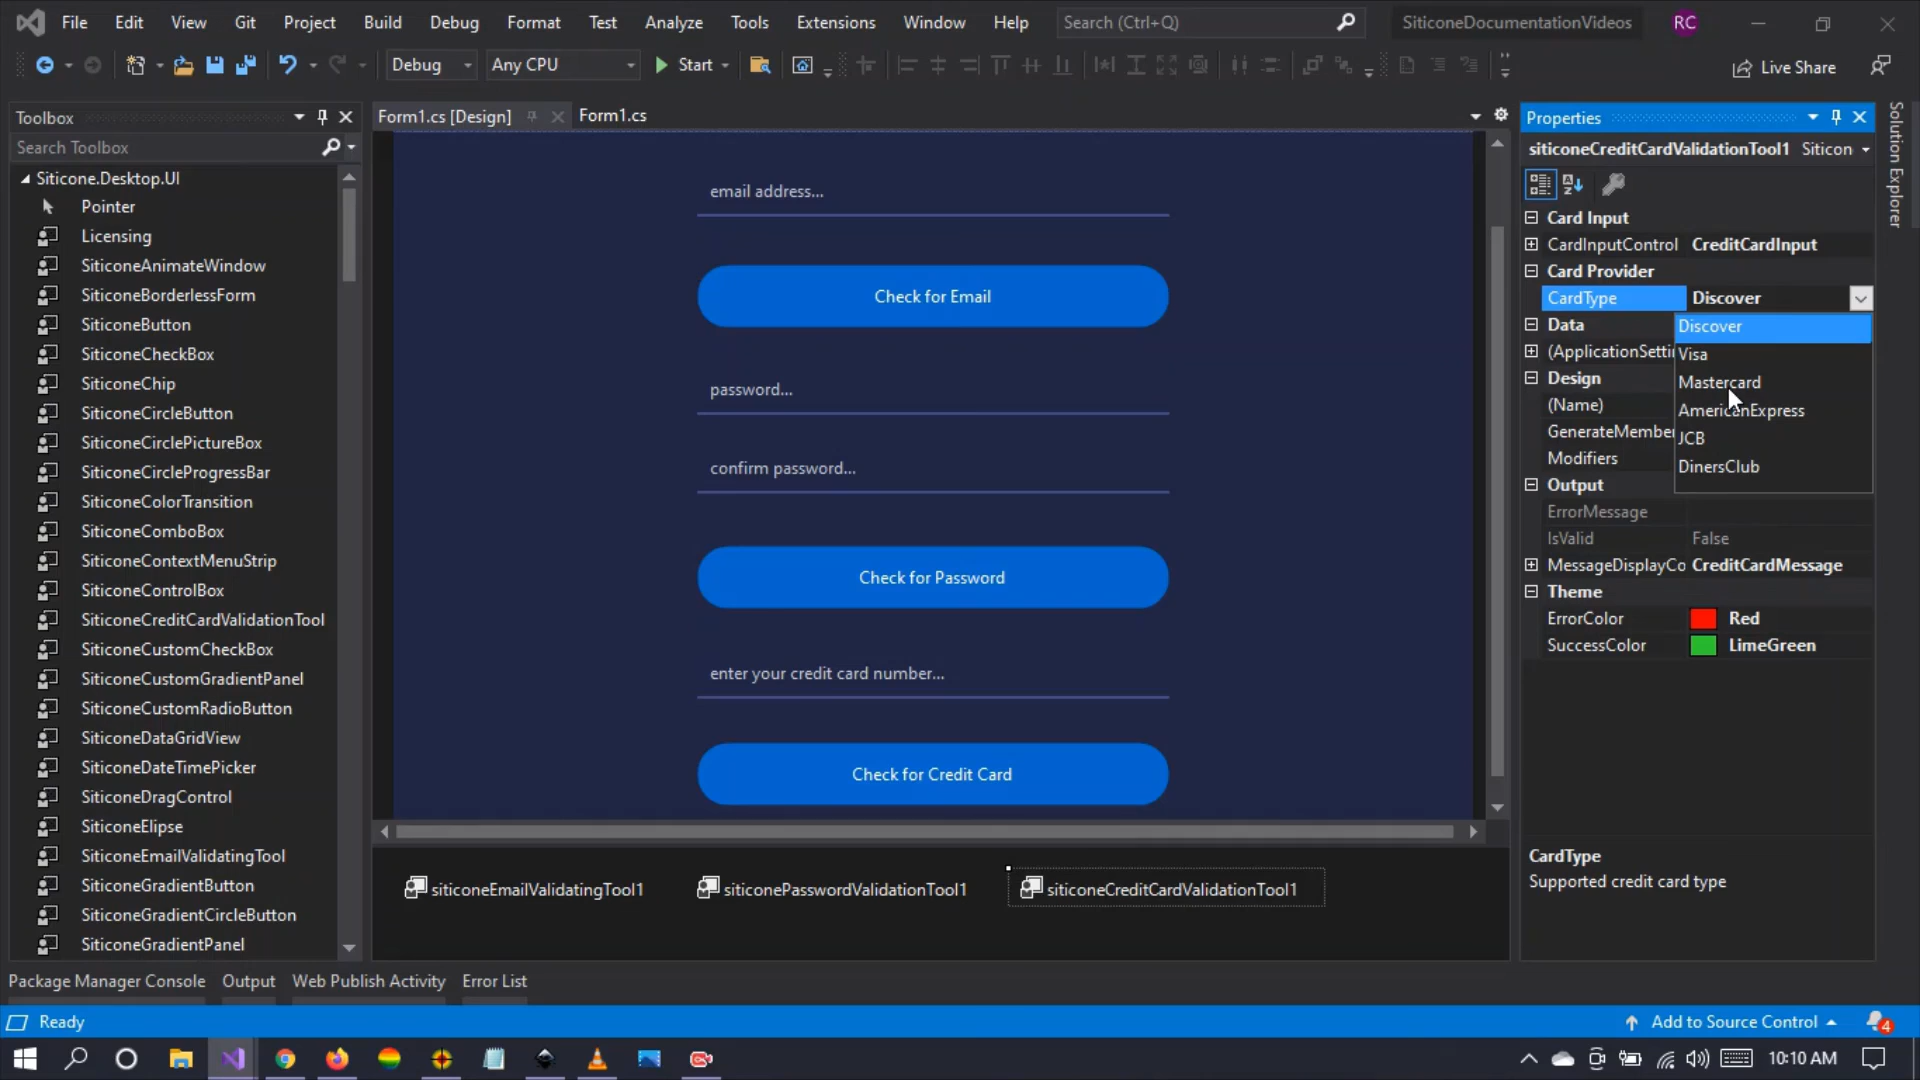 File Edit View Git Project Build Debug Format Test Analyze Tools Extensions Window Help Search (Ctrl+Q) SiticoneDocumentationVideos RC
Debug Any CPU Start Live Share
Toolbox
Search Toolbox
Siticone.Desktop.UI
Pointer
Licensing
SiticoneAnimateWindow
SiticoneBorderlessForm
SiticoneButton
SiticoneCheckBox
SiticoneChip
SiticoneCircleButton
SiticoneCirclePictureBox
SiticoneCircleProgressBar
SiticoneColorTransition
SiticoneComboBox
SiticoneContextMenuStrip
SiticoneControlBox
SiticoneCreditCardValidationTool
SiticoneCustomCheckBox
SiticoneCustomGradientPanel
SiticoneCustomRadioButton
SiticoneDataGridView
SiticoneDateTimePicker
SiticoneDragControl
SiticoneElipse
SiticoneEmailValidatingTool
SiticoneGradientButton
SiticoneGradientCircleButton
SiticoneGradientPanel
Form1.cs [Design] Form1.cs
email address...
Check for Email
password...
confirm password...
Check for Password
enter your credit card number...
Check for Credit Card
siticoneEmailValidatingTool1 siticonePasswordValidationTool1 siticoneCreditCardValidationTool1
Properties
siticoneCreditCardValidationTool1 Siticon
Card Input
CardInputControl CreditCardInput
Card Provider
CardType Discover
Data
Discover
(ApplicationSetti
Visa
Design
Mastercard
(Name)
AmericanExpress
GenerateMember
JCB
Modifiers
DinersClub
Output
ErrorMessage
IsValid False
MessageDisplayCo CreditCardMessage
Theme
ErrorColor Red
SuccessColor LimeGreen
CardType
Supported credit card type
Solution Explorer
Package Manager Console Output Web Publish Activity Error List
Ready Add to Source Control 4
10:10 AM